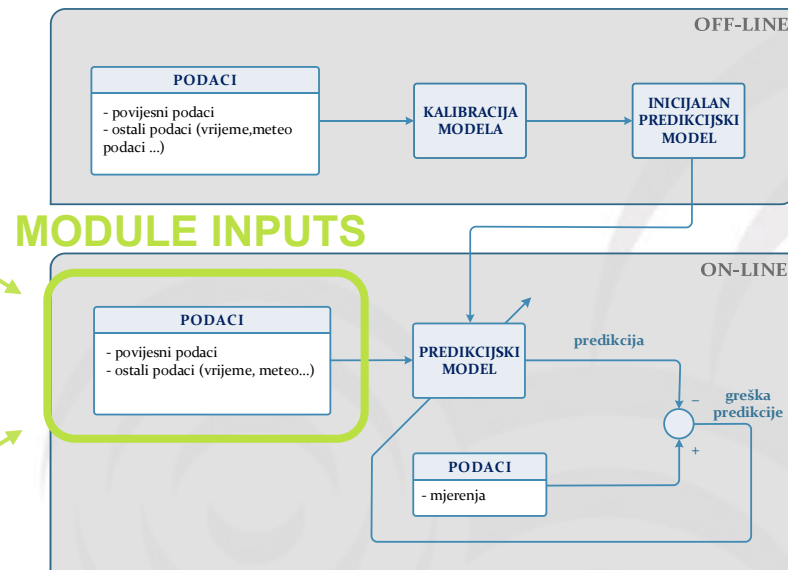 OFF-LINE
PODACI
- povijesni podaci
- ostali podaci (vrijeme,meteo
podaci ...)
KALIBRACIJA
MODELA
INICIJALAN
PREDIKCIJSKI
MODEL
MODULE INPUTS
ON-LINE
PODACI
- povijesni podaci
- ostali podaci (vrijeme, meteo...)
PREDIKCIJSKI
MODEL
predikcija
–
greška
predikcije
+
PODACI
- mjerenja